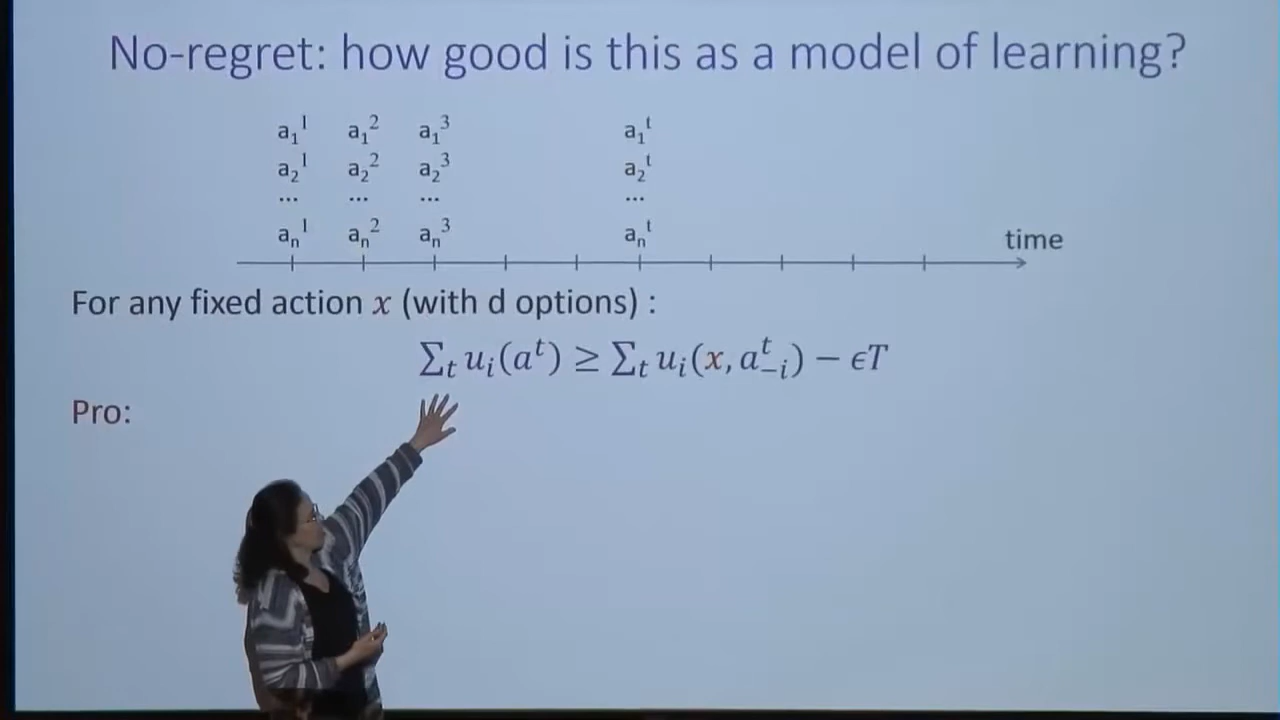 No-regret: how good is this as a model of learning?
a₁¹ a₁² a₁³ a₁ᵗ
a₂¹ a₂² a₂³ a₂ᵗ
... ... ... ...
aₙ¹ aₙ² aₙ³ aₙᵗ
time
For any fixed action x (with d options) :
∑ₜ uᵢ(aᵗ) ≥ ∑ₜ uᵢ(x, a₋ᵢᵗ) − ϵT
Pro: